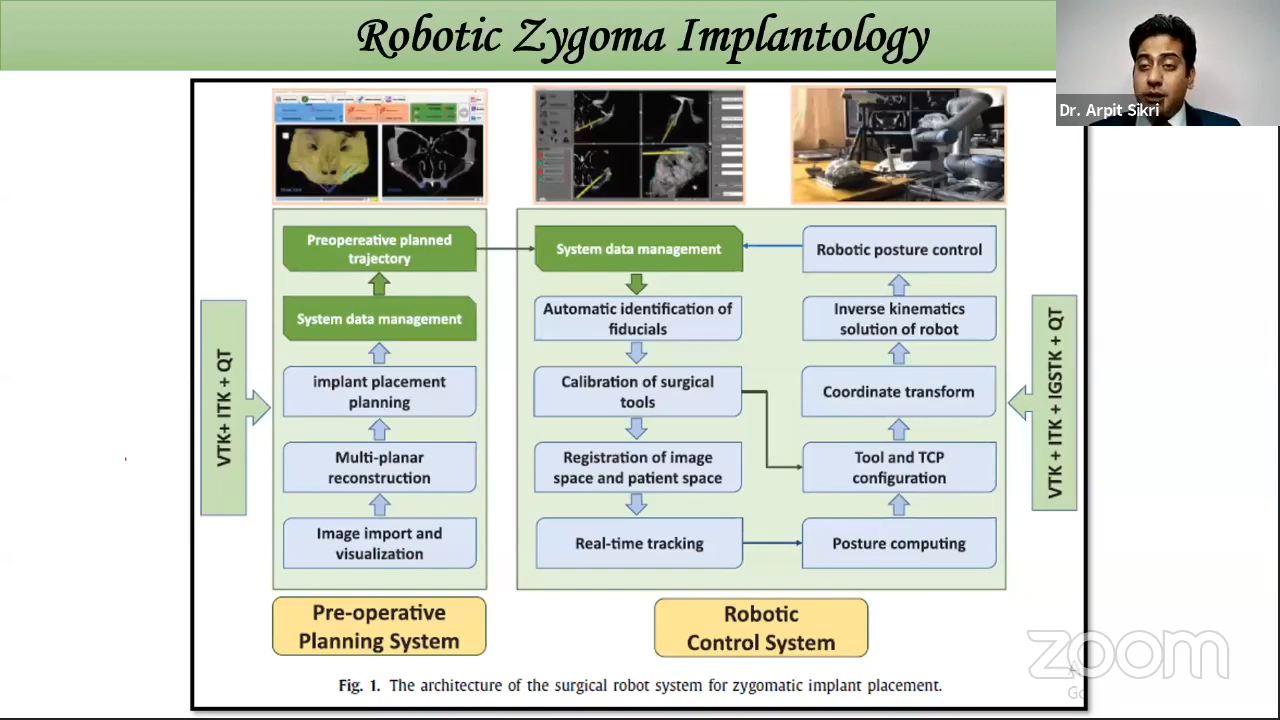 Robotic Zygoma Implantology
Dr. Arpit Sikri
Preopereative planned
trajectory
System data management
implant placement
planning
Multi-planar
reconstruction
Image import and
visualization
VTK+ ITK + QT
Pre-operative
Planning System
System data management
Automatic identification of
fiducials
Calibration of surgical
tools
Registration of image
space and patient space
Real-time tracking
Robotic posture control
Inverse kinematics
solution of robot
Coordinate transform
Tool and TCP
configuration
Posture computing
VTK + ITK + IGSTK + QT
Robotic
Control System
Fig. 1. The architecture of the surgical robot system for zygomatic implant placement.
zoom